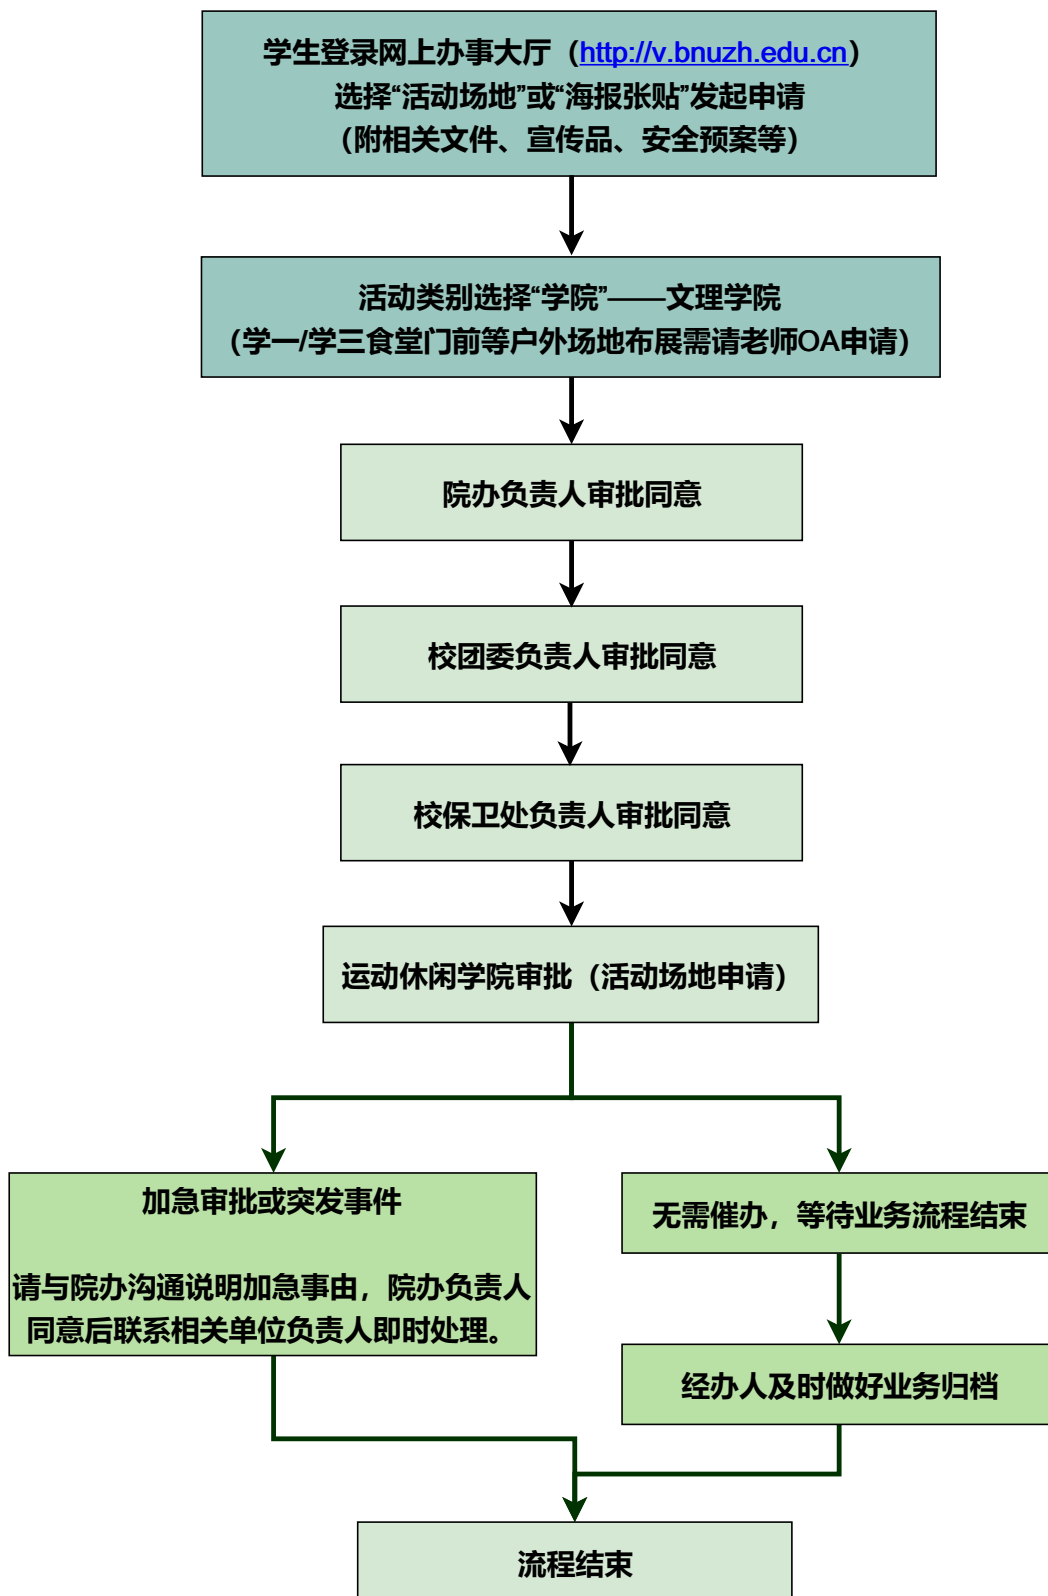 学生登录网上办事大厅（http://v.bnuzh.edu.cn）
选择“活动场地”或“海报张贴”发起申请
（附相关文件、宣传品、安全预案等）
活动类别选择“学院”——文理学院
（学一/学三食堂门前等户外场地布展需请老师OA申请）
院办负责人审批同意
校团委负责人审批同意
校保卫处负责人审批同意
运动休闲学院审批（活动场地申请）
加急审批或突发事件
请与院办沟通说明加急事由，院办负责人
同意后联系相关单位负责人即时处理。
无需催办，等待业务流程结束
经办人及时做好业务归档
流程结束